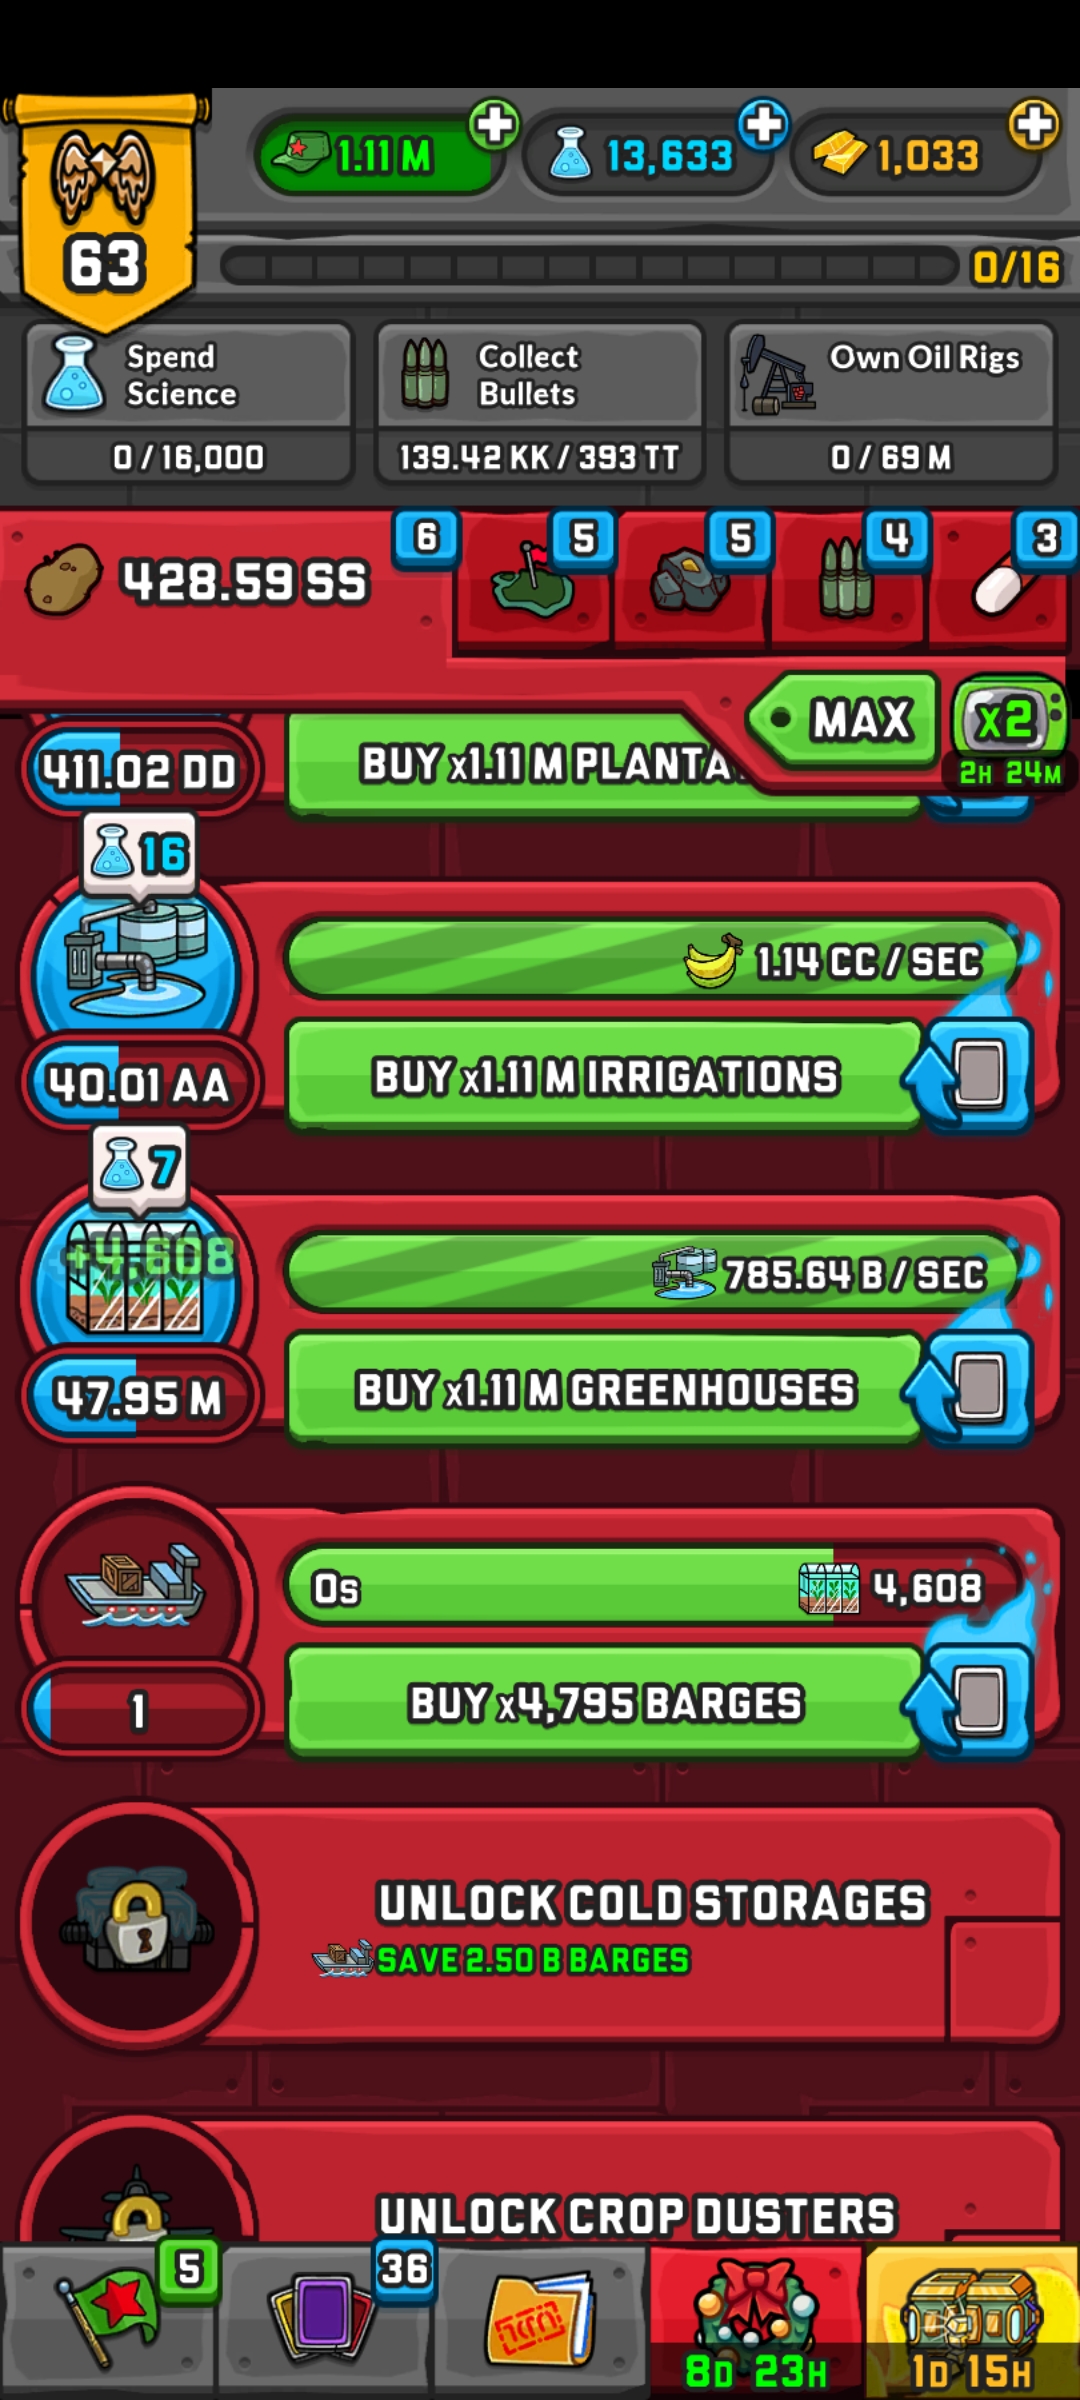 1.11 M
13,633
1,033
63
0/16
Spend
Science
0 / 16,000
Collect
Bullets
139.42 KK / 393 TT
Own Oil Rigs
0 / 69 M
428.59 SS
6
5
5
4
3
MAX
x2
2H 24M
411.02 DD
BUY x1.11 M PLANTA
16
1.14 CC / SEC
40.01 AA
BUY x1.11 M IRRIGATIONS
7
+4,608
785.64 B / SEC
47.95 M
BUY x1.11 M GREENHOUSES
0s
4,608
1
BUY x4,795 BARGES
UNLOCK COLD STORAGES
SAVE 2.50 B BARGES
UNLOCK CROP DUSTERS
5
36
8D 23H
1D 15H